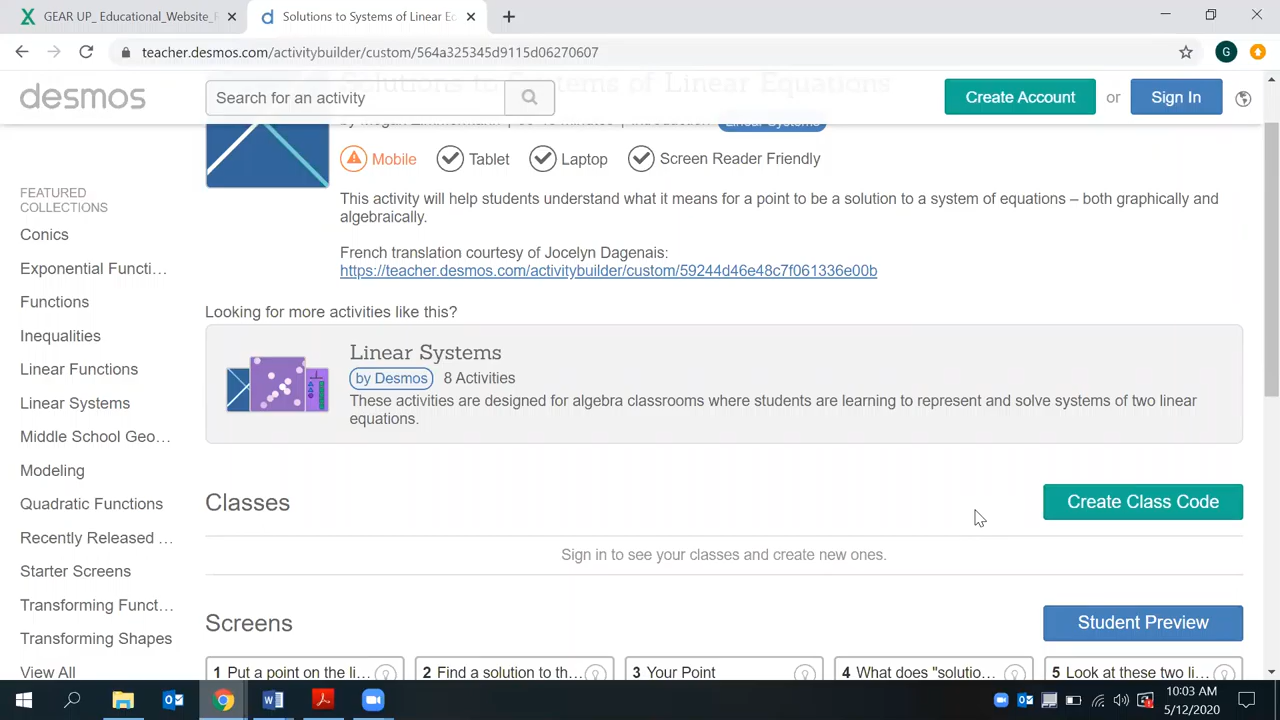 GEAR UP_ Educational_Website_F
Solutions to Systems of Linear Ec
teacher.desmos.com/activitybuilder/custom/564a325345d9115d06270607
G
Solutions to Systems of Linear Equations
desmos
Search for an activity
Create Account or Sign In
Mobile Tablet Laptop Screen Reader Friendly
This activity will help students understand what it means for a point to be a solution to a system of equations – both graphically and
algebraically.
French translation courtesy of Jocelyn Dagenais:
https://teacher.desmos.com/activitybuilder/custom/59244d46e48c7f061336e00b
Looking for more activities like this?
Linear Systems
by Desmos 8 Activities
These activities are designed for algebra classrooms where students are learning to represent and solve systems of two linear
equations.
Classes
Create Class Code
Sign in to see your classes and create new ones.
Screens
Student Preview
1 Put a point on the li...
2 Find a solution to th...
3 Your Point
4 What does "solutio...
5 Look at these two li...
FEATURED
COLLECTIONS
Conics
Exponential Functi...
Functions
Inequalities
Linear Functions
Linear Systems
Middle School Geo...
Modeling
Quadratic Functions
Recently Released ...
Starter Screens
Transforming Funct...
Transforming Shapes
View All
10:03 AM
5/12/2020